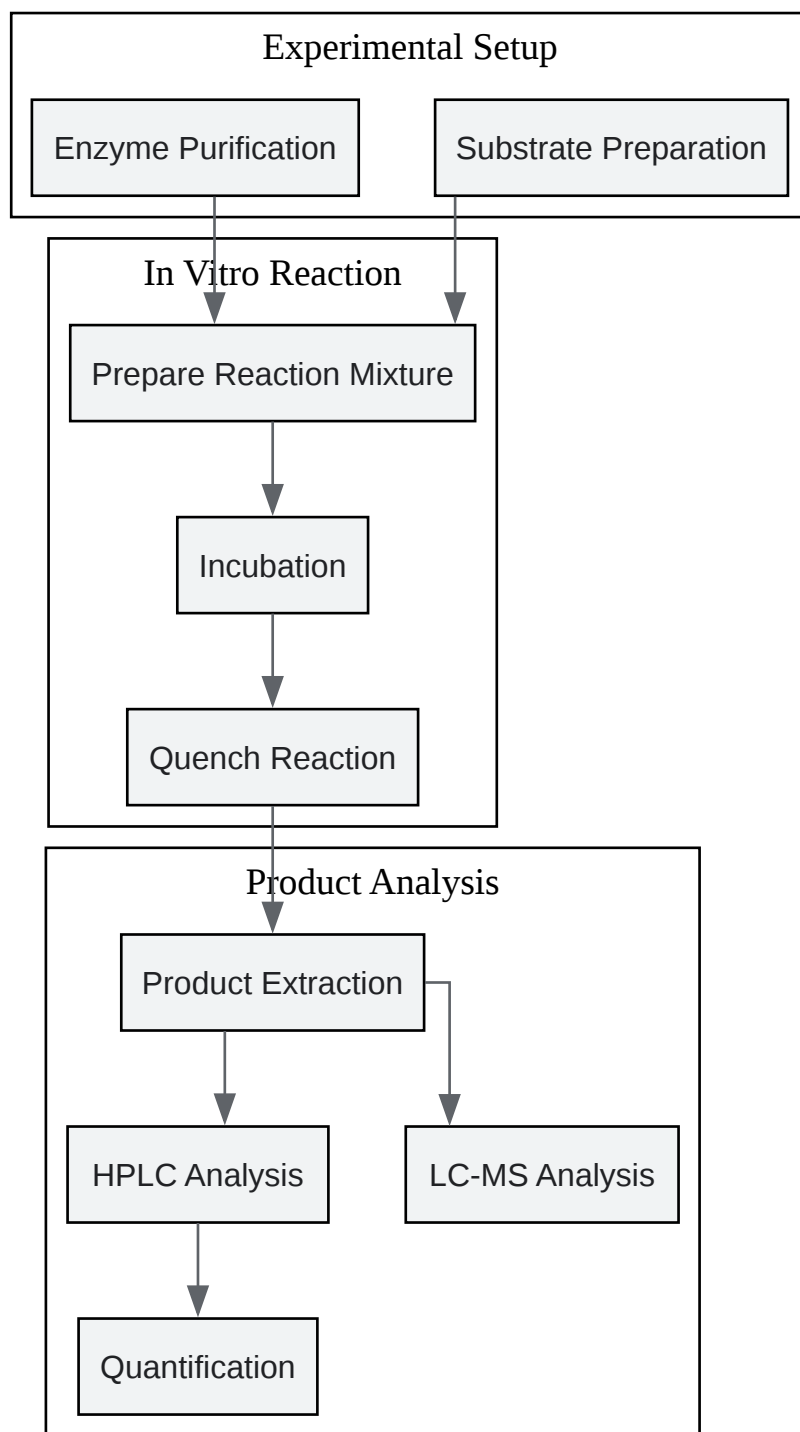 Experimental Setup
Enzyme Purification
Substrate Preparation
In Vitro Reaction
Prepare Reaction Mixture
Incubation
Quench Reaction
Product Analysis
Product Extraction
HPLC Analysis
LC-MS Analysis
Quantification